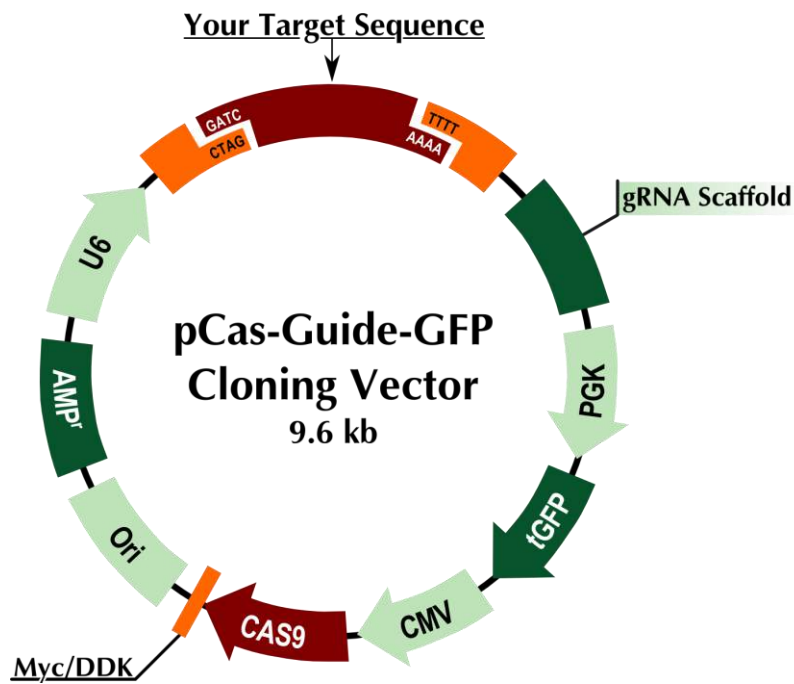 Your Target Sequence
GATC
CTAG
TTTT
AAAA
gRNA Scaffold
U6
pCas-Guide-GFP
Cloning Vector
9.6 kb
PGK
AMPr
tGFP
Ori
CMV
CAS9
Myc/DDK